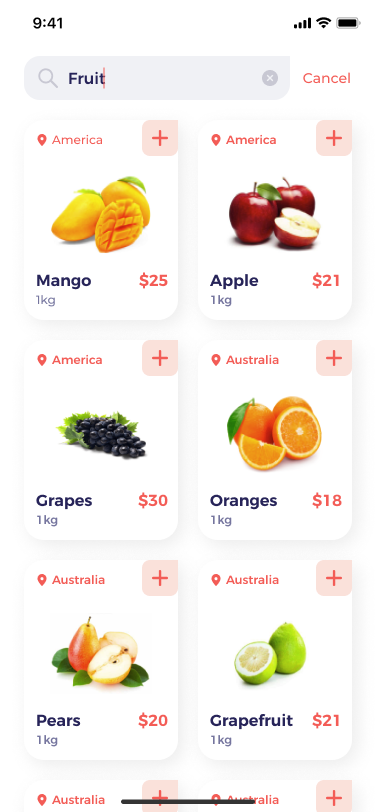 9:41
Fruit
Cancel
America
America
Mango $25
1kg
Apple $21
1kg
America
Australia
Grapes $30
1kg
Oranges $18
1kg
Australia
Australia
Pears $20
1kg
Grapefruit $21
1kg
Australia
Australia